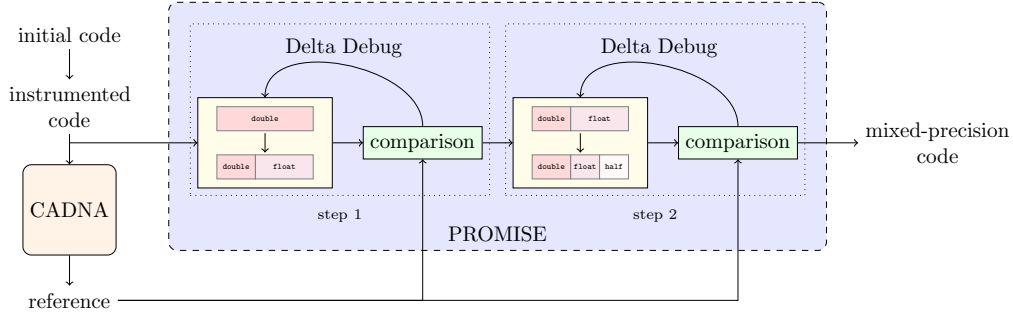 initial code
instrumented
code
CADNA
reference
Delta Debug
double
double float
comparison
step 1
Delta Debug
double float
double float half
comparison
step 2
PROMISE
mixed-precision
code